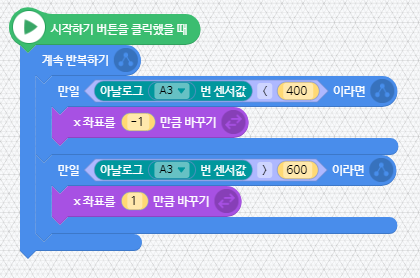 시작하기 버튼을 클릭했을 때
계속 반복하기
만일 아날로그 A3 번 센서값 < 400 이라면
x 좌표를 -1 만큼 바꾸기
만일 아날로그 A3 번 센서값 > 600 이라면
x 좌표를 1 만큼 바꾸기